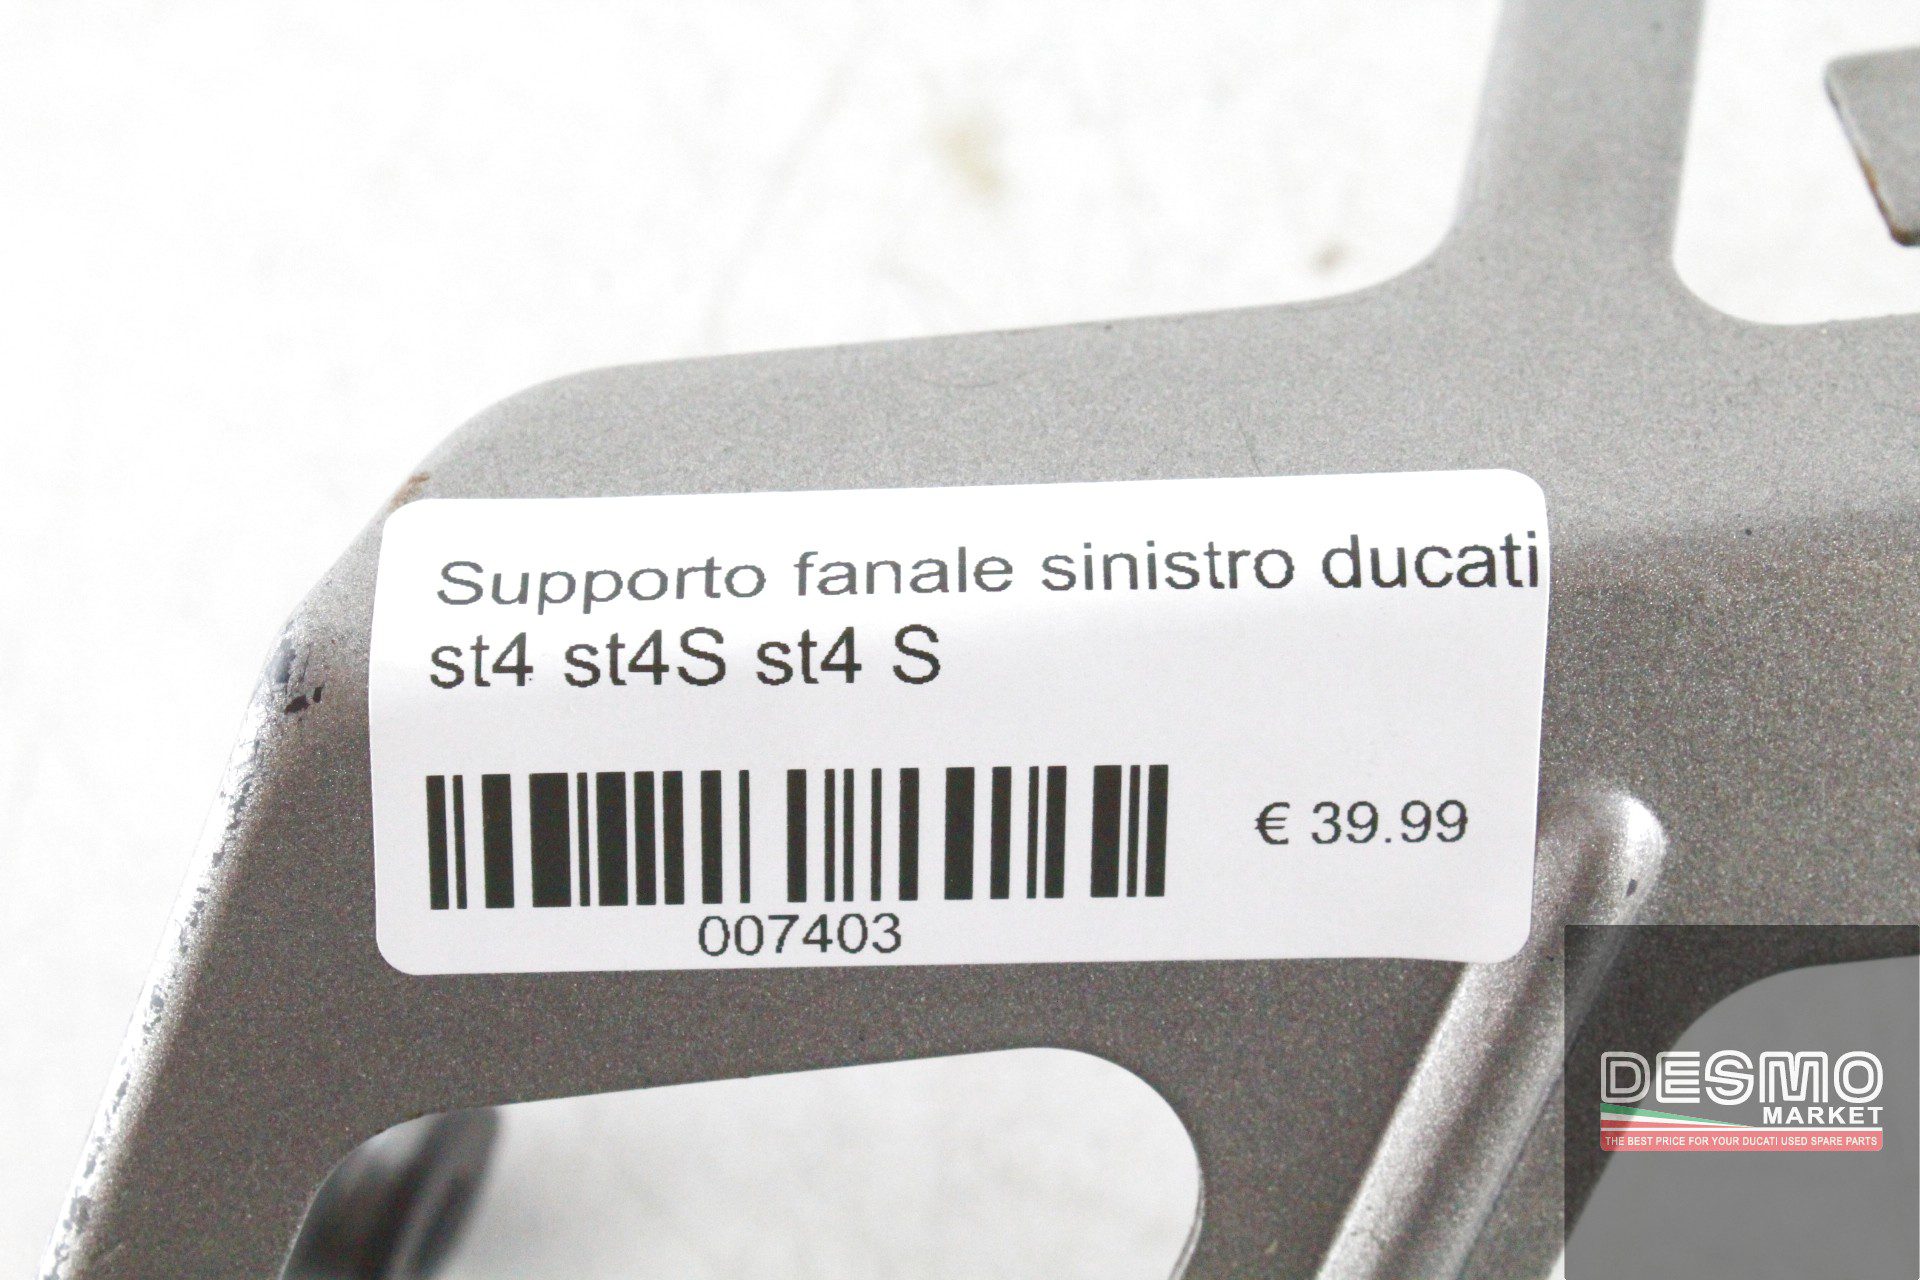 Supporto fanale sinistro ducati
st4 st4S st4 S
€ 39.99
007403
DESMO
MARKET
THE BEST PRICE FOR YOUR DUCATI USED SPARE PARTS